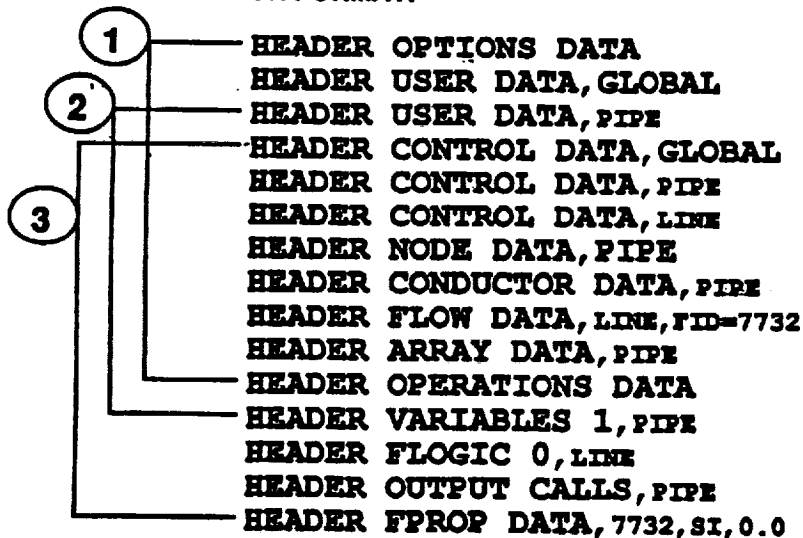 1
HEADER OPTIONS DATA
HEADER USER DATA,GLOBAL
2
HEADER USER DATA,PIPE
HEADER CONTROL DATA,GLOBAL
HEADER CONTROL DATA,PIPE
3
HEADER CONTROL DATA,LINE
HEADER NODE DATA,PIPE
HEADER CONDUCTOR DATA,PIPE
HEADER FLOW DATA,LINE,FID=7732
HEADER ARRAY DATA,PIPE
HEADER OPERATIONS DATA
HEADER VARIABLES 1,PIPE
HEADER FLOGIC 0,LINE
HEADER OUTPUT CALLS,PIPE
HEADER FPROP DATA,7732,SI,0.0